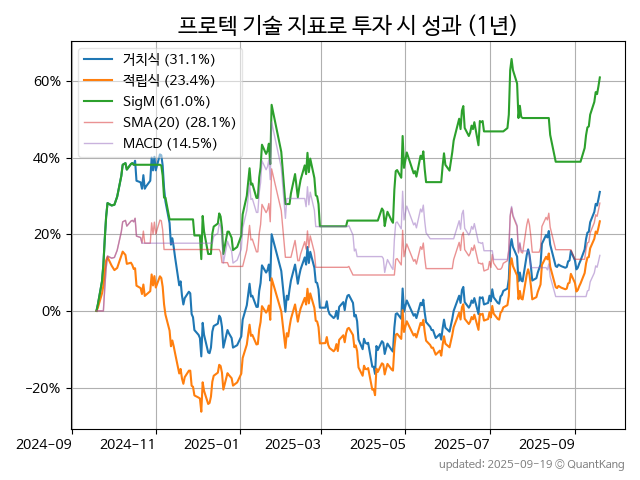 프로텍 기술 지표로 투자 시 성과 (1년)
거치식 (31.1%)
적립식 (23.4%)
SigM (61.0%)
SMA(20) (28.1%)
MACD (14.5%)
60%
40%
20%
0%
−20%
2024-09 2024-11 2025-01 2025-03 2025-05 2025-07 2025-09
updated: 2025-09-19 © QuantKang